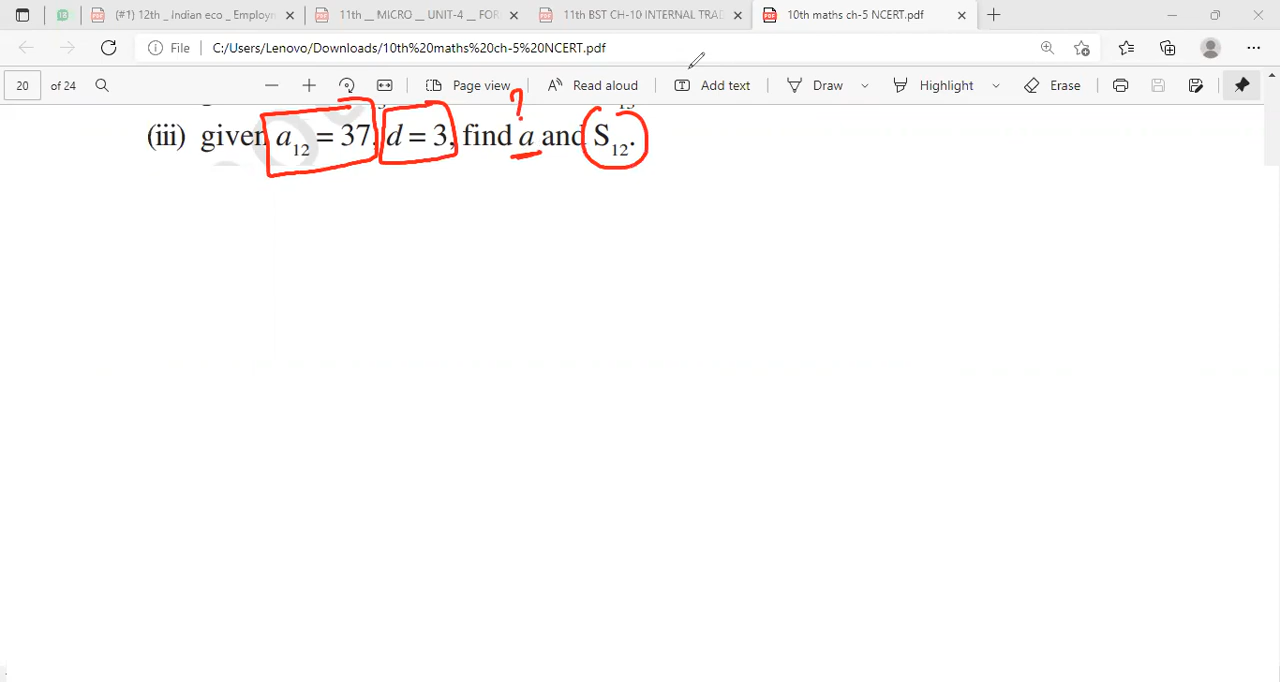 (#1) 12th _ Indian eco _ Employm
11th __ MICRO __ UNIT-4 __ FOR
11th BST CH-10 INTERNAL TRAD
10th maths ch-5 NCERT.pdf
File C:/Users/Lenovo/Downloads/10th%20maths%20ch-5%20NCERT.pdf
20 of 24 Page view Read aloud Add text Draw Highlight Erase
?
(iii) given a12 = 37, d = 3, find a and S12.